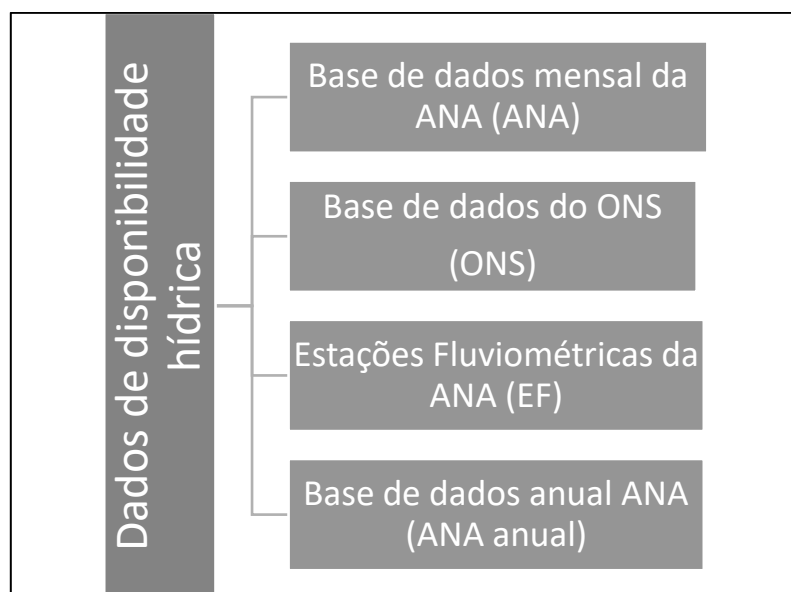 Dados de disponibilidade
hídrica
Base de dados mensal da
ANA (ANA)
Base de dados do ONS
(ONS)
Estações Fluviométricas da
ANA (EF)
Base de dados anual ANA
(ANA anual)